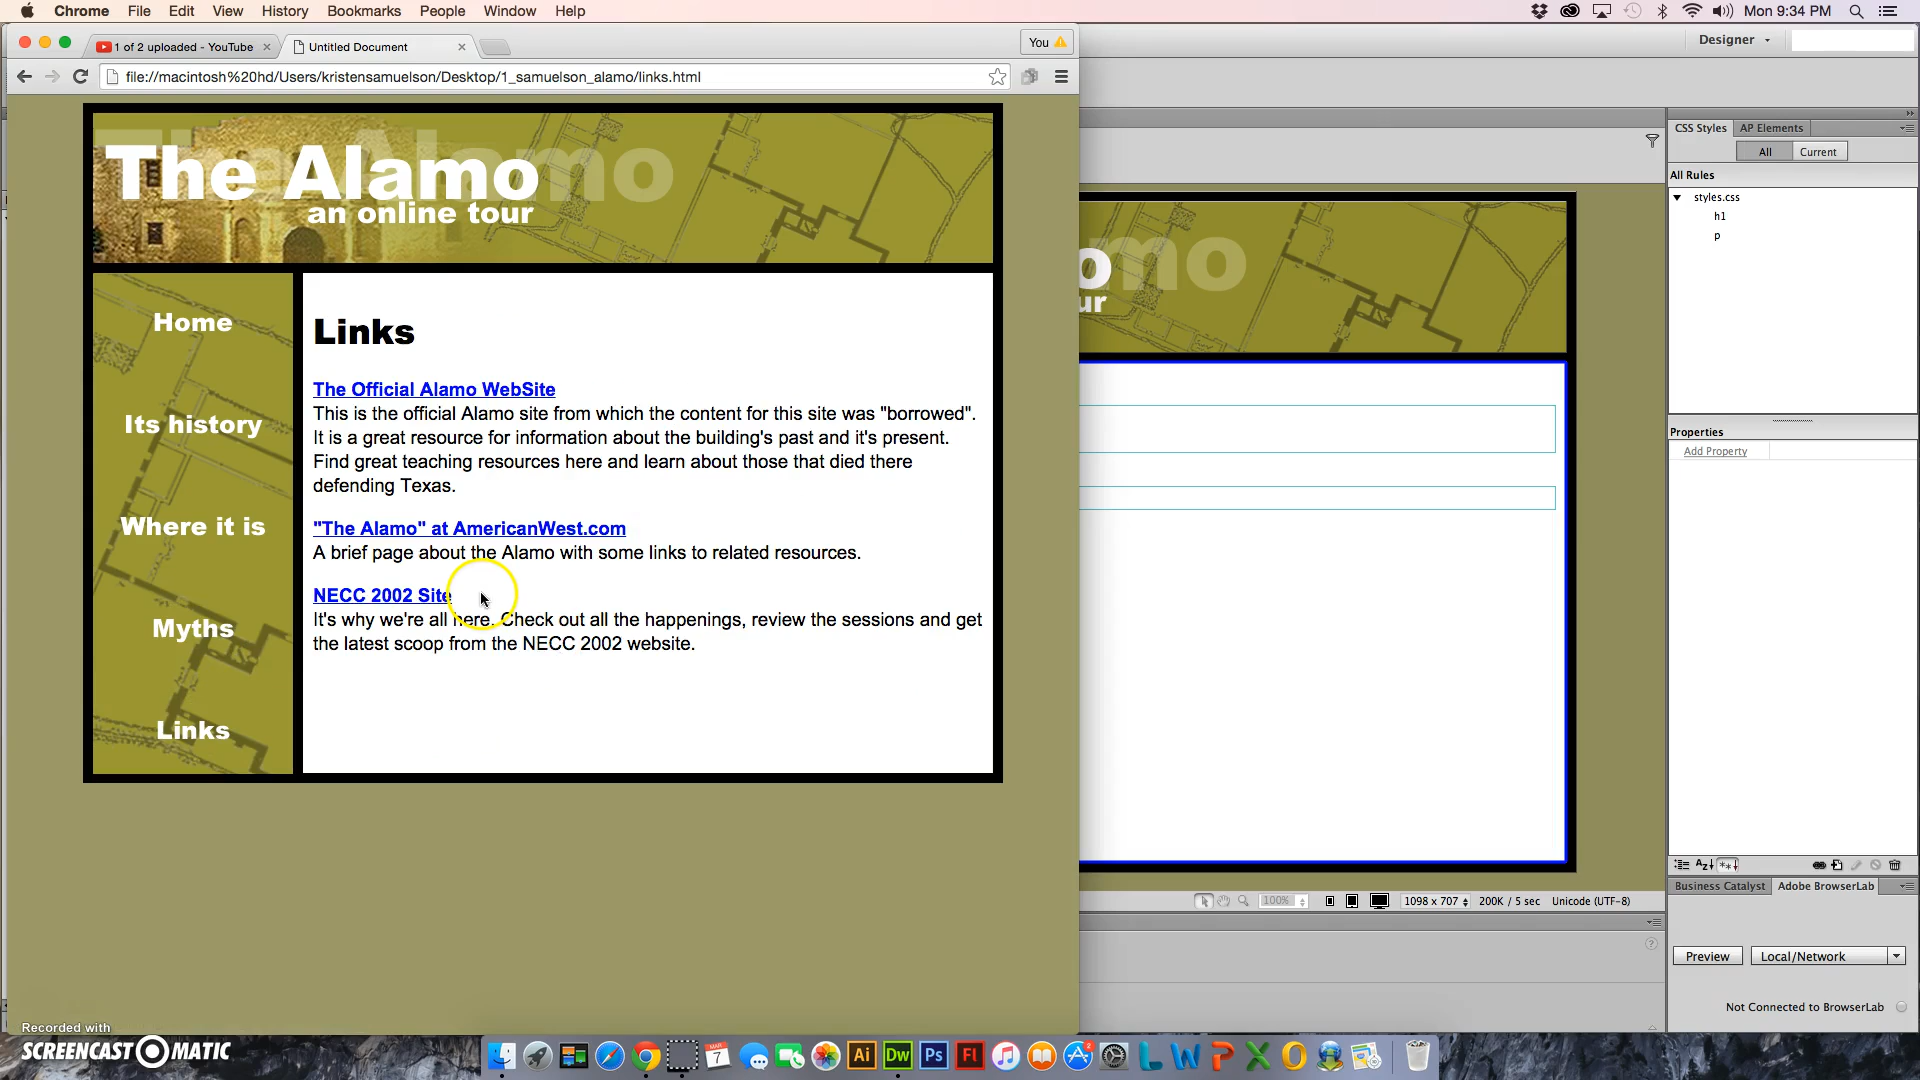 Chrome File Edit View History Bookmarks People Window Help Mon 9:34 PM
1 of 2 uploaded - YouTube Untitled Document You
file://macintosh%20hd/Users/kristensamuelson/Desktop/1_samuelson_alamo/links.html
The Alamo
an online tour
Home
Its history
Where it is
Myths
Links
Links
The Official Alamo WebSite
This is the official Alamo site from which the content for this site was "borrowed".
It is a great resource for information about the building's past and it's present.
Find great teaching resources here and learn about those that died there
defending Texas.
"The Alamo" at AmericanWest.com
A brief page about the Alamo with some links to related resources.
NECC 2002 Site
It's why we're all here. Check out all the happenings, review the sessions and get
the latest scoop from the NECC 2002 website.
Designer
CSS Styles AP Elements
All Current
All Rules
styles.css
h1
p
Properties
Add Property
Business Catalyst Adobe BrowserLab
Preview Local/Network
Not Connected to BrowserLab
100% 1098 x 707 200K / 5 sec Unicode (UTF-8)
Recorded with
SCREENCAST MATIC
MAR 7 Ai Dw Ps Fl 2